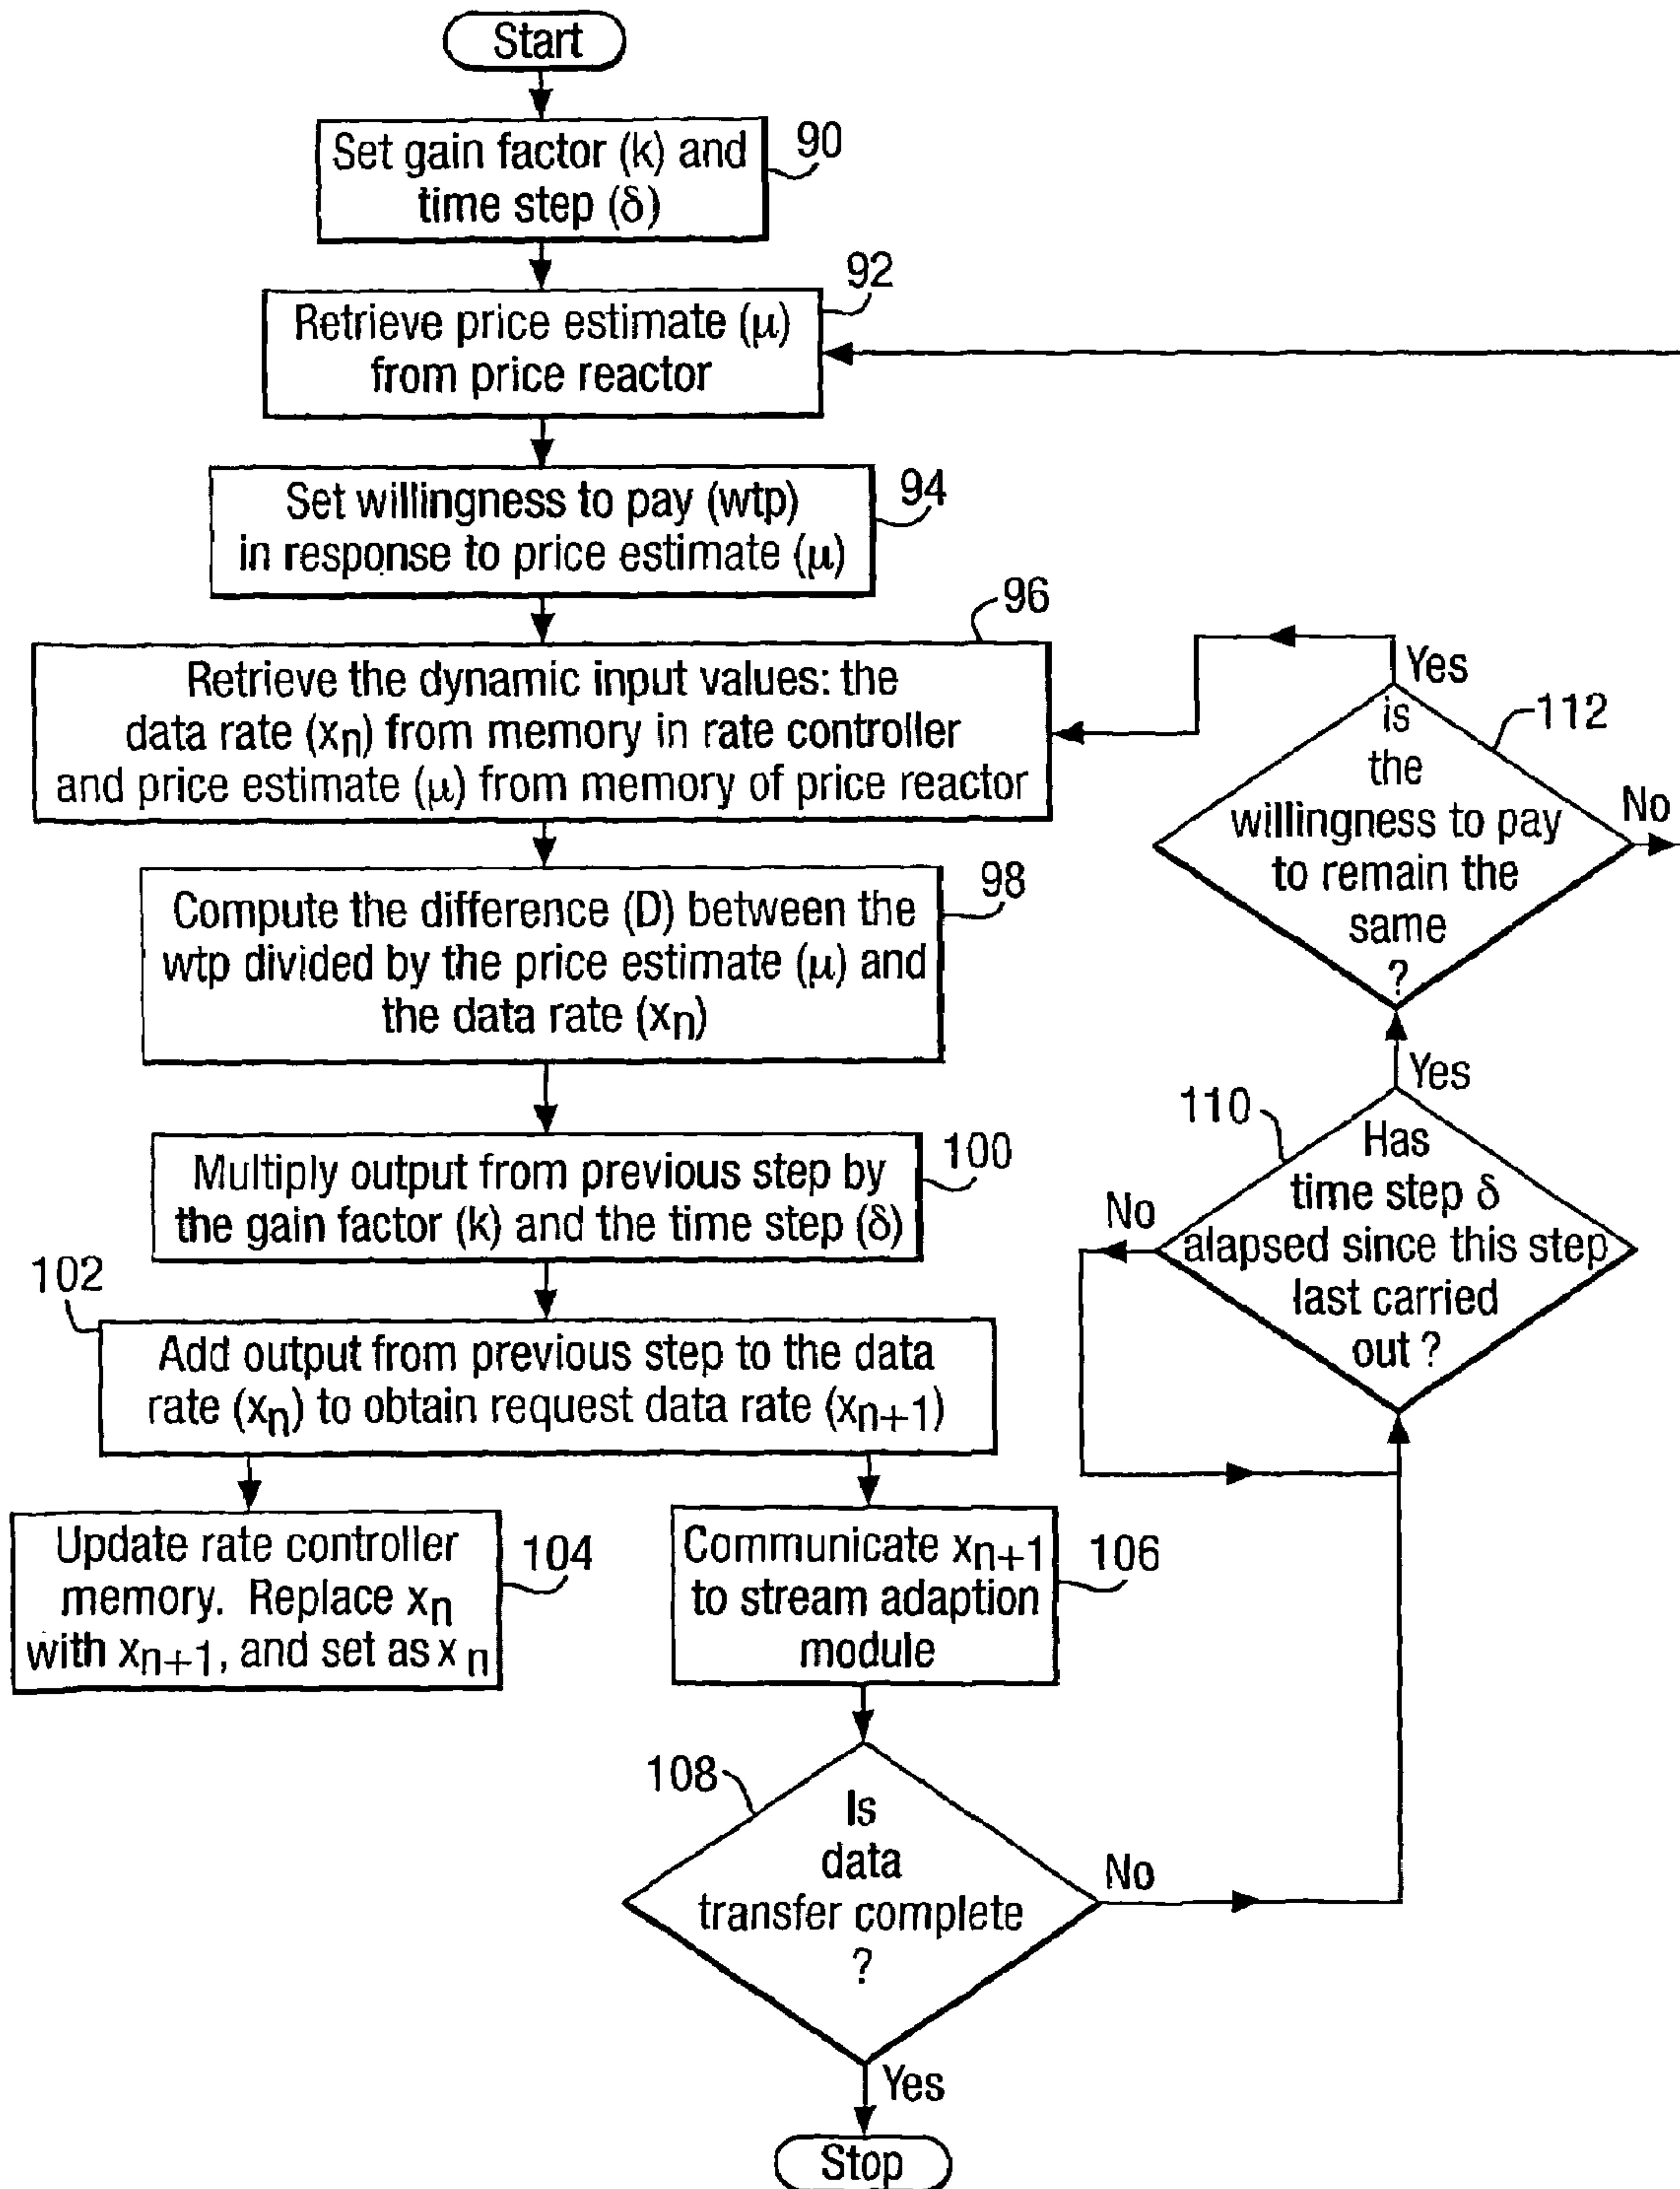 Start
Set gain factor (k) and
time step (δ)
90
Retrieve price estimate (μ)
from price reactor
92
Set willingness to pay (wtp)
in response to price estimate (μ)
94
Retrieve the dynamic input values: the
data rate (xn) from memory in rate controller
and price estimate (μ) from memory of price reactor
96
Compute the difference (D) between the
wtp divided by the price estimate (μ) and
the data rate (xn)
98
Multiply output from previous step by
the gain factor (k) and the time step (δ)
100
102
Add output from previous step to the data
rate (xn) to obtain request data rate (xn+1)
Update rate controller
memory. Replace xn
with xn+1, and set as xn
104
Communicate xn+1
to stream adaption
module
106
108
Is
data
transfer complete
?
No
Yes
Stop
110
Has
time step δ
alapsed since this step
last carried
out ?
No
Yes
112
is
the
willingness to pay
to remain the
same
?
Yes
No